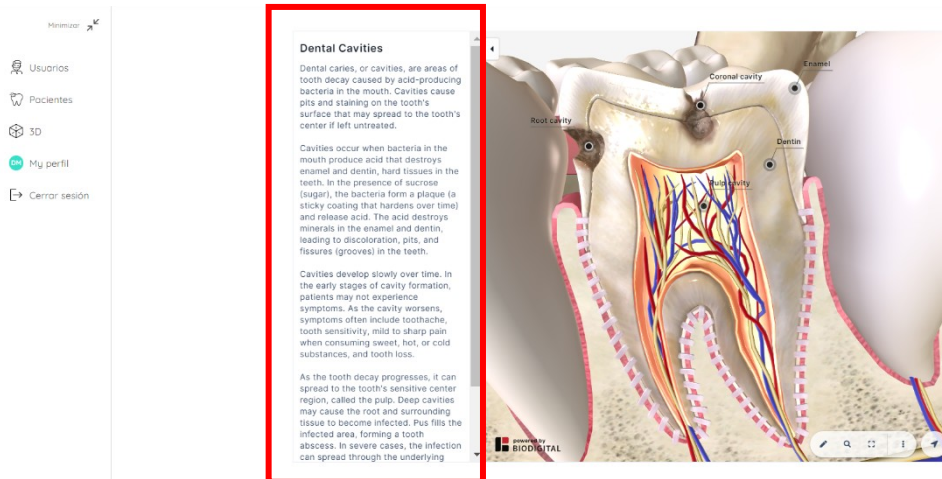 Minimizar
Usuarios
Pacientes
3D
DM
My perfil
Cerrar sesión
Dental Cavities
Dental caries, or cavities, are areas of
tooth decay caused by acid-producing
bacteria in the mouth. Cavities cause
pits and staining on the tooth's
surface that may spread to the tooth's
center if left untreated.
Cavities occur when bacteria in the
mouth produce acid that destroys
enamel and dentin, hard tissues in the
teeth. In the presence of sucrose
(sugar), the bacteria form a plaque (a
sticky coating that hardens over time)
and release acid. The acid destroys
minerals in the enamel and dentin,
leading to discoloration, pits, and
fissures (grooves) in the teeth.
Cavities develop slowly over time. In
the early stages of cavity formation,
patients may not experience
symptoms. As the cavity worsens,
symptoms often include toothache,
tooth sensitivity, mild to sharp pain
when consuming sweet, hot, or cold
substances, and tooth loss.
As the tooth decay progresses, it can
spread to the tooth's sensitive center
region, called the pulp. Deep cavities
may cause the root and surrounding
tissue to become infected. Pus fills the
infected area, forming a tooth
abscess. In severe cases, the infection
can spread through the underlying
Enamel
Coronal cavity
Root cavity
Dentin
Pulp cavity
powered by
BIODIGITAL